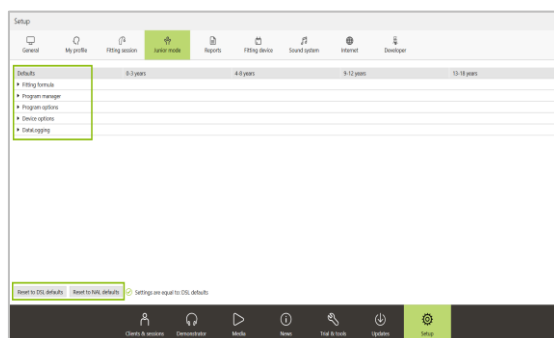 Setup
General My profile Fitting session Junior mode Reports Fitting device Sound system Internet Developer
Defaults 0-3 years 4-8 years 9-12 years 13-18 years
Fitting formula
Program manager
Program options
Device options
DataLogging
Reset to DSL defaults Reset to NAL defaults Settings are equal to DSL defaults
Clients & sessions Demonstrator Media News Trial & tools Updates Setup